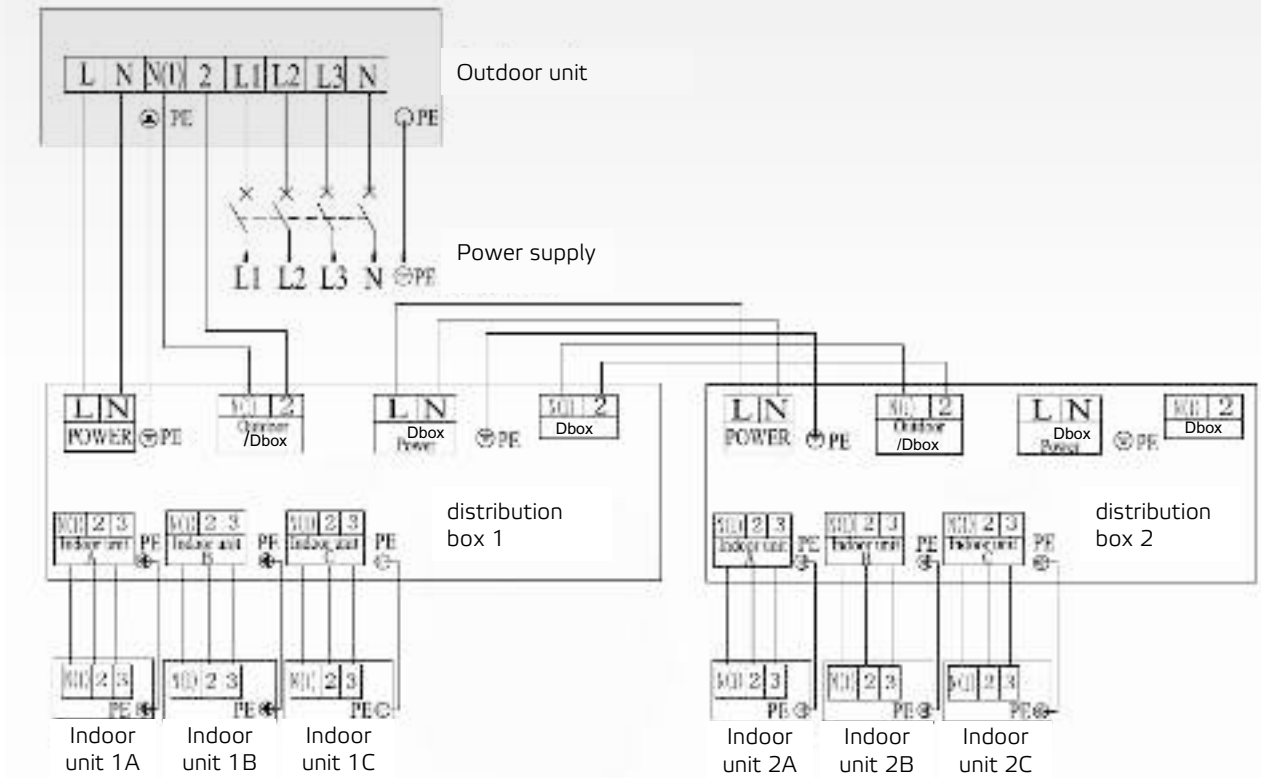 L N N(1) 2 L1 L2 L3 N
Outdoor unit
PE PE
Power supply
L1 L2 L3 N PE
L N N(1) 2 L N N(1) 2
POWER PE Outdoor /Dbox Dbox Power PE Dbox
L N N(1) 2 L N N(1) 2
POWER PE Outdoor /Dbox Dbox Power PE Dbox
distribution
box 1
distribution
box 2
N(1) 2 3 N(1) 2 3 N(1) 2 3
Indoor unit A PE Indoor unit B PE Indoor unit C PE
N(1) 2 3 N(1) 2 3 N(1) 2 3
Indoor unit A PE Indoor unit B PE Indoor unit C PE
N(1) 2 3 N(1) 2 3 N(1) 2 3
PE PE PE
N(1) 2 3 N(1) 2 3 N(1) 2 3
PE PE PE
Indoor
unit 1A
Indoor
unit 1B
Indoor
unit 1C
Indoor
unit 2A
Indoor
unit 2B
Indoor
unit 2C